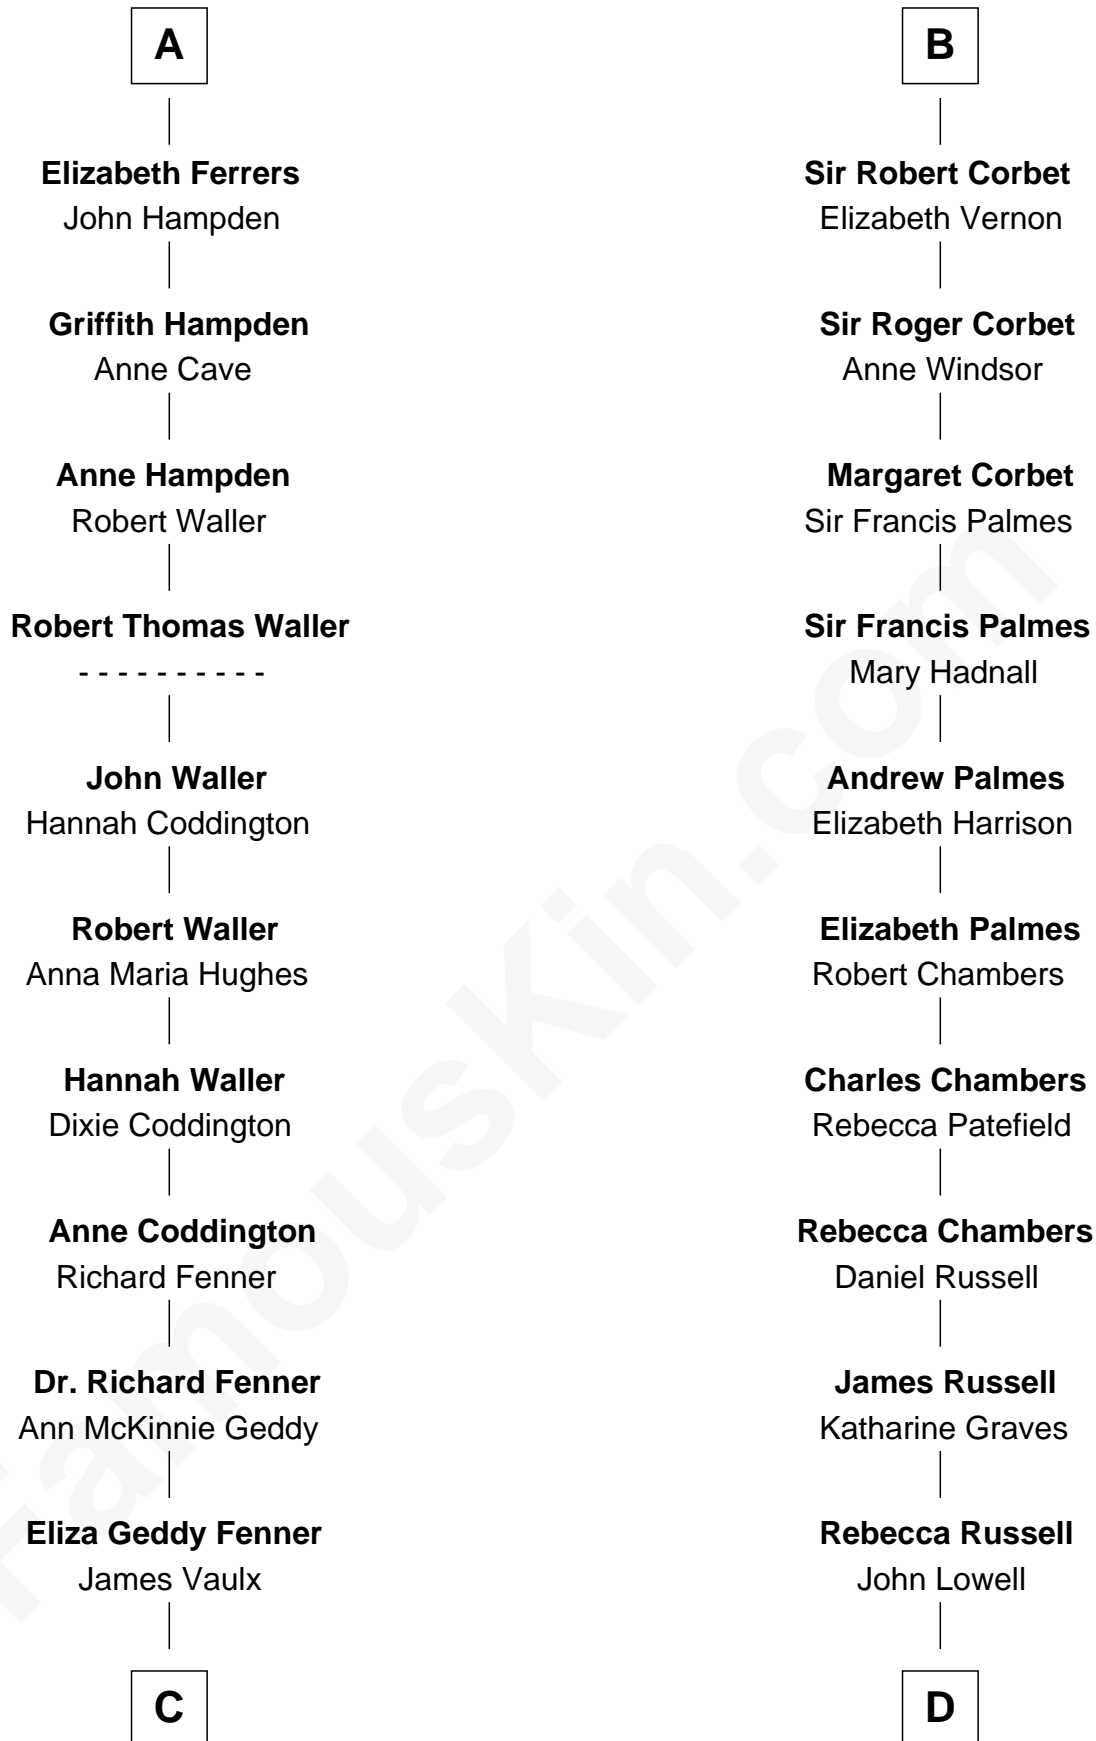 A
Elizabeth Ferrers
John Hampden
Griffith Hampden
Anne Cave
Anne Hampden
Robert Waller
Robert Thomas Waller
- - - - - - - - - -
John Waller
Hannah Coddington
Robert Waller
Anna Maria Hughes
Hannah Waller
Dixie Coddington
Anne Coddington
Richard Fenner
Dr. Richard Fenner
Ann McKinnie Geddy
Eliza Geddy Fenner
James Vaulx
C
B
Sir Robert Corbet
Elizabeth Vernon
Sir Roger Corbet
Anne Windsor
Margaret Corbet
Sir Francis Palmes
Sir Francis Palmes
Mary Hadnall
Andrew Palmes
Elizabeth Harrison
Elizabeth Palmes
Robert Chambers
Charles Chambers
Rebecca Patefield
Rebecca Chambers
Daniel Russell
James Russell
Katharine Graves
Rebecca Russell
John Lowell
D
FamousKin.com